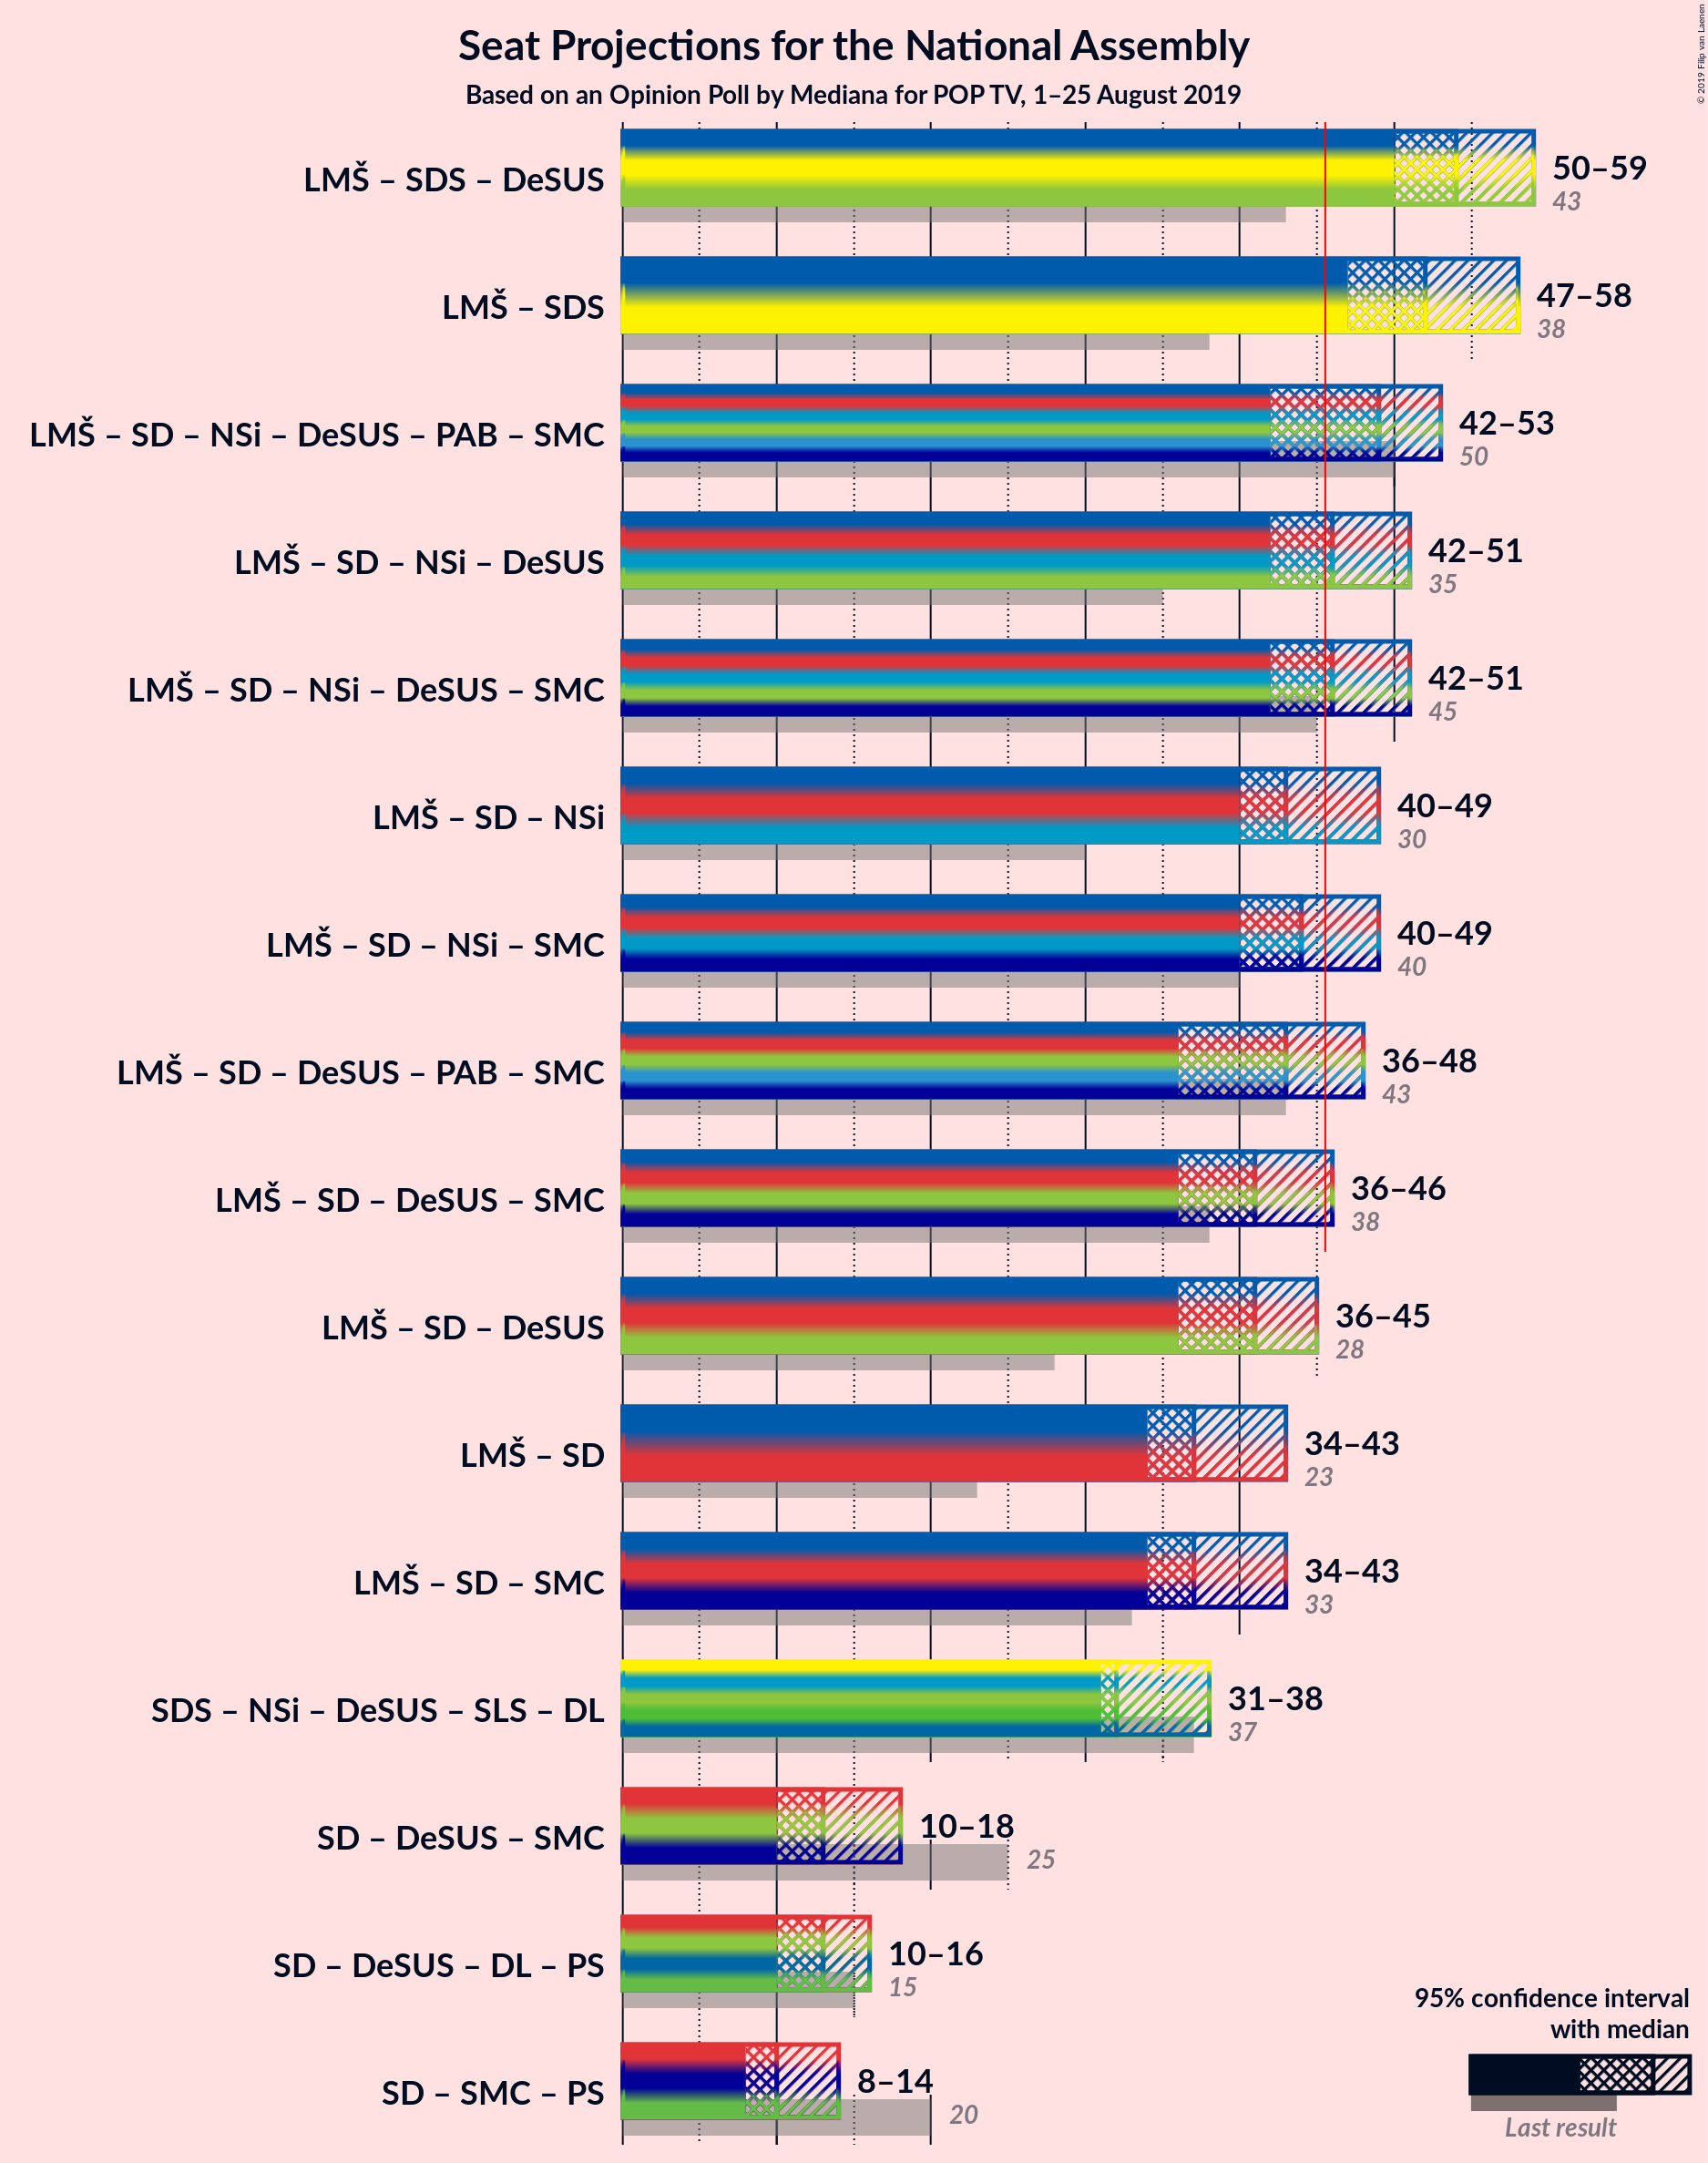 Seat Projections for the National Assembly
Based on an Opinion Poll by Mediana for POP TV, 1–25 August 2019
© 2019 Filip van Laenen
LMŠ – SDS – DeSUS
50–59
43
LMŠ – SDS
47–58
38
LMŠ – SD – NSi – DeSUS – PAB – SMC
42–53
50
LMŠ – SD – NSi – DeSUS
42–51
35
LMŠ – SD – NSi – DeSUS – SMC
42–51
45
LMŠ – SD – NSi
40–49
30
LMŠ – SD – NSi – SMC
40–49
40
LMŠ – SD – DeSUS – PAB – SMC
36–48
43
LMŠ – SD – DeSUS – SMC
36–46
38
LMŠ – SD – DeSUS
36–45
28
LMŠ – SD
34–43
23
LMŠ – SD – SMC
34–43
33
SDS – NSi – DeSUS – SLS – DL
31–38
37
SD – DeSUS – SMC
10–18
25
SD – DeSUS – DL – PS
10–16
15
SD – SMC – PS
8–14
20
95% confidence interval
with median
Last result